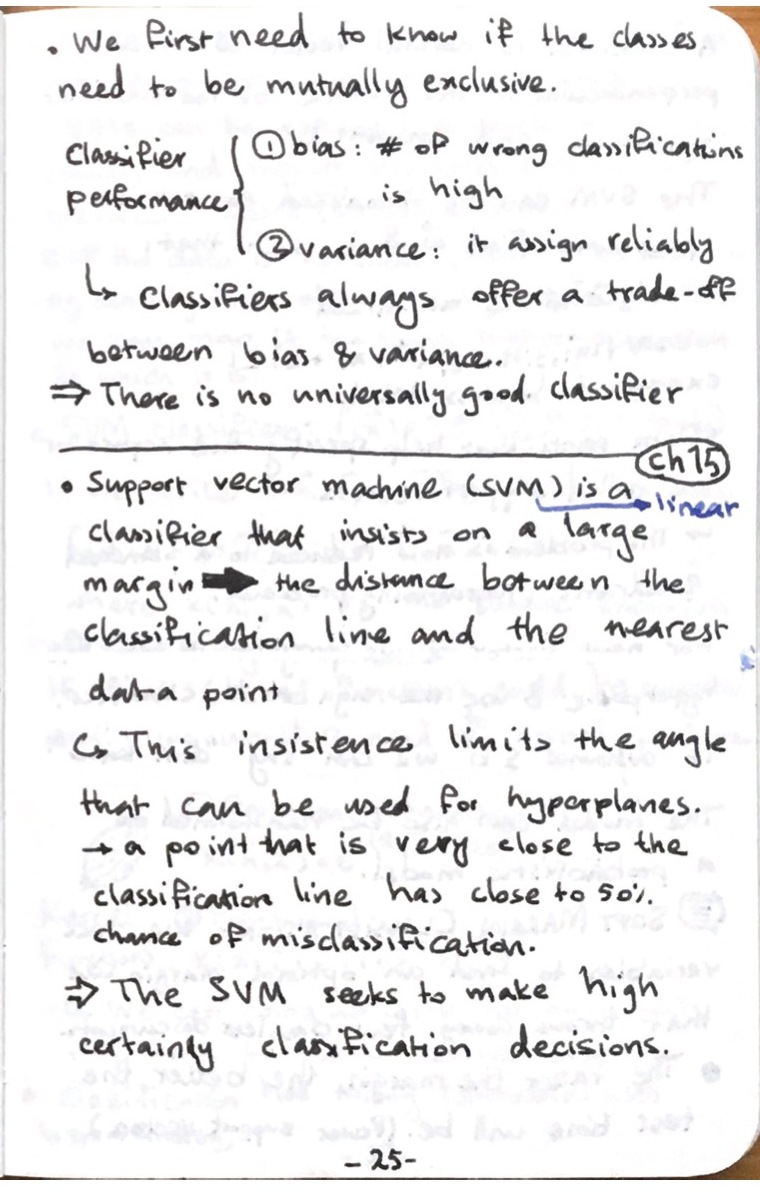 • We first need to know if the classes
need to be mutually exclusive.
Classifier performance { ① bias: # of wrong classifications
is high
② variance: it assign reliably
↳ Classifiers always offer a trade-off
between bias & variance.
⇒ There is no universally good classifier
Ch 15
• Support vector machine (SVM) is a → linear
classifier that insists on a large
margin ➡ the distance between the
classification line and the nearest
data point
↳ This insistence limits the angle
that can be used for hyperplanes.
→ a point that is very close to the
classification line has close to 50%
chance of misclassification.
⇒ The SVM seeks to make high
certainly classification decisions.
- 25 -